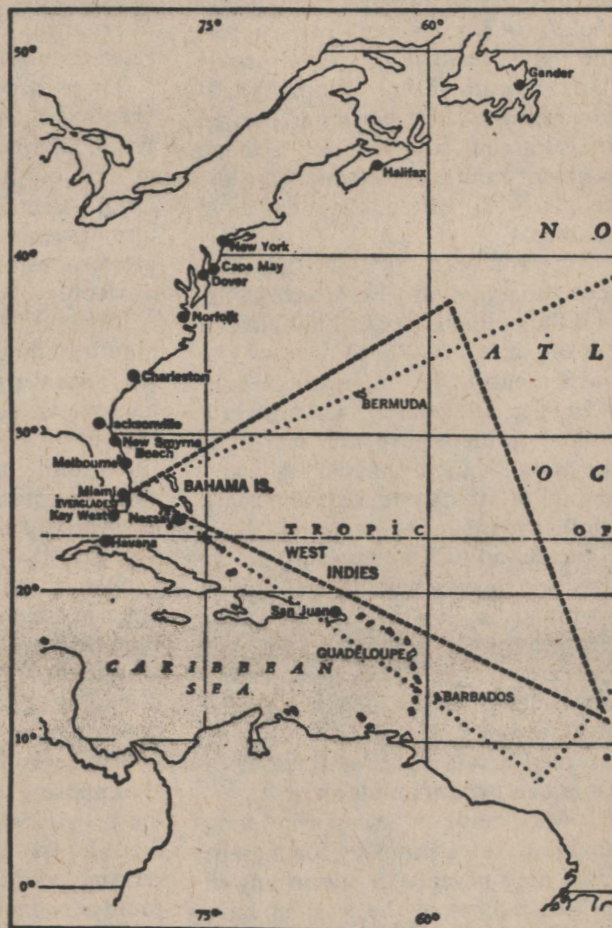 75° 60°
50°
Gander
Halifax
N O
New York
40°
Cape May
Dover
Norfolk
A T L
Charleston
BERMUDA
30°
Jacksonville
New Smyrna
Beach
Melbourne
O C
BAHAMA IS.
Miami
EVERGLADES
Kay West
Nassau
T R O P I C O F
Havana
WEST
INDIES
20°
San Juan
GUADELOUPE
C A R I B B E A N
S E A
BARBADOS
10°
0°
75° 60°